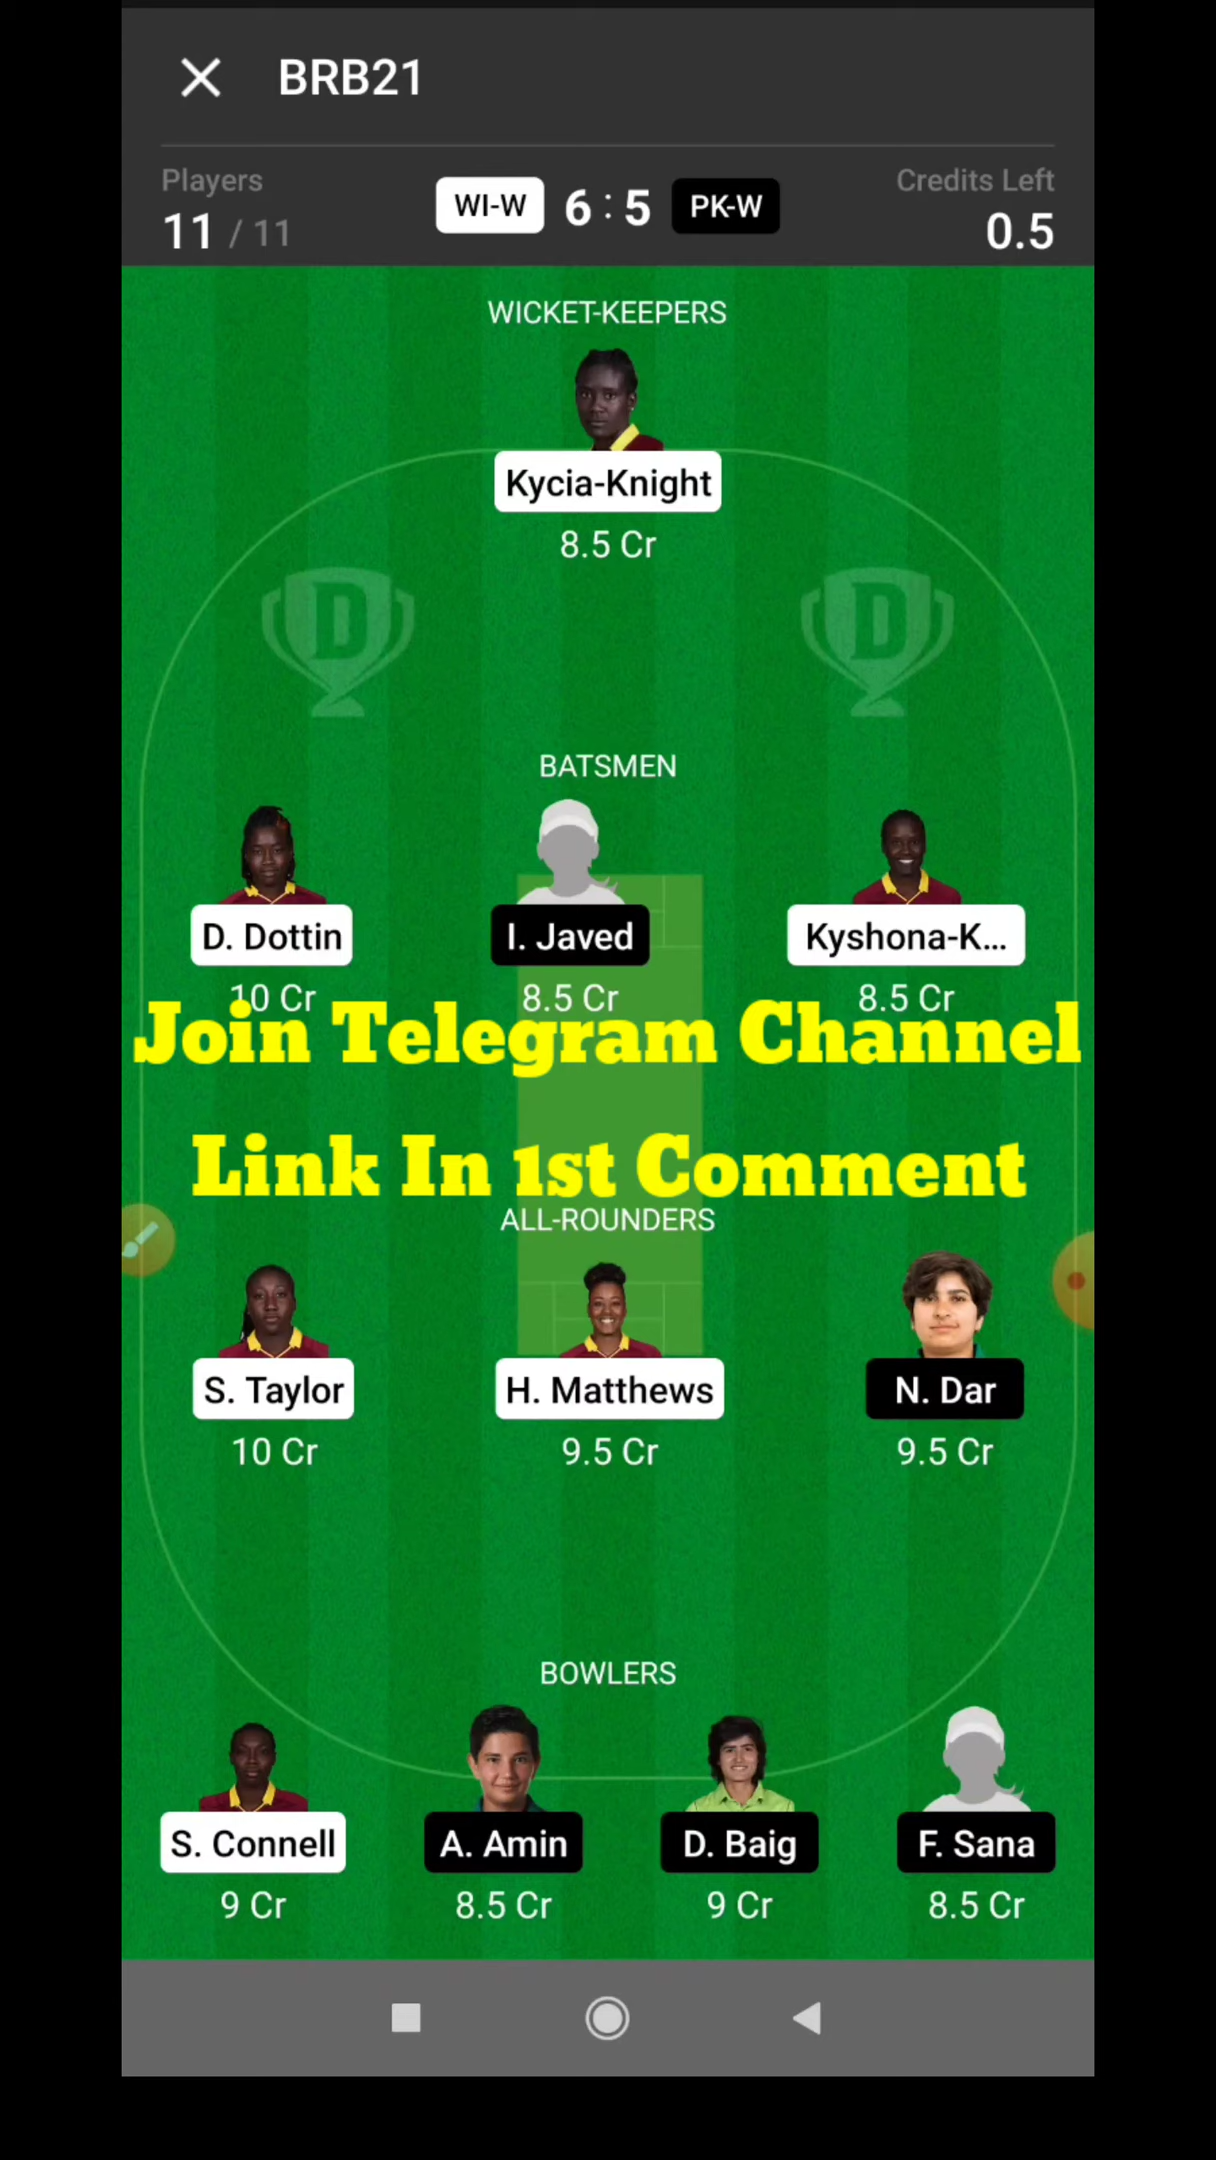 BRB21
Players
11 / 11
WI-W 6 : 5 PK-W
Credits Left
0.5
WICKET-KEEPERS
Kycia-Knight
8.5 Cr
D
D
BATSMEN
D. Dottin
I. Javed
Kyshona-K...
10 Cr
8.5 Cr
8.5 Cr
Join Telegram Channel
Link In 1st Comment
ALL-ROUNDERS
S. Taylor
H. Matthews
N. Dar
10 Cr
9.5 Cr
9.5 Cr
BOWLERS
S. Connell
A. Amin
D. Baig
F. Sana
9 Cr
8.5 Cr
9 Cr
8.5 Cr